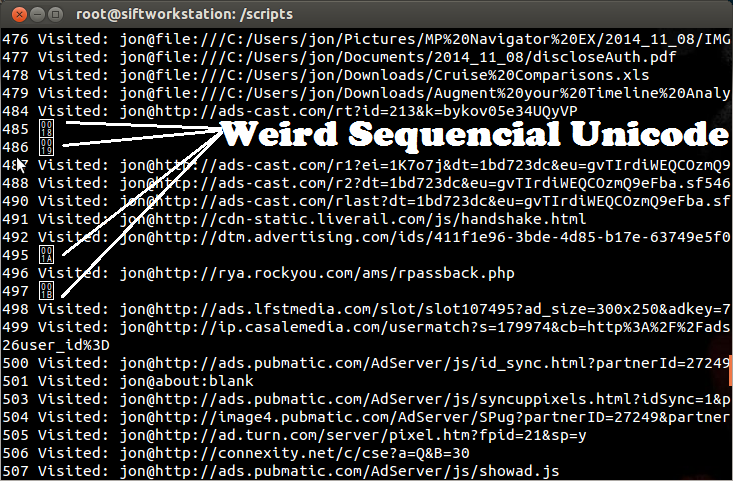 root@siftworkstation: /scripts
476 Visited: jon@file:///C:/Users/jon/Pictures/MP%20Navigator%20EX/2014_11_08/IMG
477 Visited: jon@file:///C:/Users/jon/Documents/2014_11_08/discloseAuth.pdf
478 Visited: jon@file:///C:/Users/jon/Downloads/Cruise%20Comparisons.xls
479 Visited: jon@file:///C:/Users/jon/Downloads/Augment%20your%20Timeline%20Analy
484 Visited: jon@http://ads-cast.com/rt?id=213&k=bykov05e34UQyVP
485 0018
Weird Sequencial Unicode
486 0019
487 Visited: jon@http://ads-cast.com/r1?ei=1K7o7j&dt=1bd723dc&eu=gvTIrdiWEQCOzmQ9
488 Visited: jon@http://ads-cast.com/r2?dt=1bd723dc&eu=gvTIrdiWEQCOzmQ9eFba.sf546
490 Visited: jon@http://ads-cast.com/rlast?dt=1bd723dc&eu=gvTIrdiWEQCOzmQ9eFba.sf
491 Visited: jon@http://cdn-static.liverail.com/js/handshake.html
492 Visited: jon@http://dtm.advertising.com/ids/411f1e96-3bde-4d85-b17e-63749e5f0
495 001A
496 Visited: jon@http://rya.rockyou.com/ams/rpassback.php
497 001B
498 Visited: jon@http://ads.lfstmedia.com/slot/slot107495?ad_size=300x250&adkey=7
499 Visited: jon@http://ip.casalemedia.com/usermatch?s=179974&cb=http%3A%2F%2Fads
26user_id%3D
500 Visited: jon@http://ads.pubmatic.com/AdServer/js/id_sync.html?partnerId=27249
501 Visited: jon@about:blank
503 Visited: jon@http://ads.pubmatic.com/AdServer/js/syncuppixels.html?idSync=1&p
504 Visited: jon@http://image4.pubmatic.com/AdServer/SPug?partnerID=27249&partner
505 Visited: jon@http://ad.turn.com/server/pixel.htm?fpid=21&sp=y
506 Visited: jon@http://connexity.net/c/cse?a=Q&B=30
507 Visited: jon@http://ads.pubmatic.com/AdServer/js/showad.js